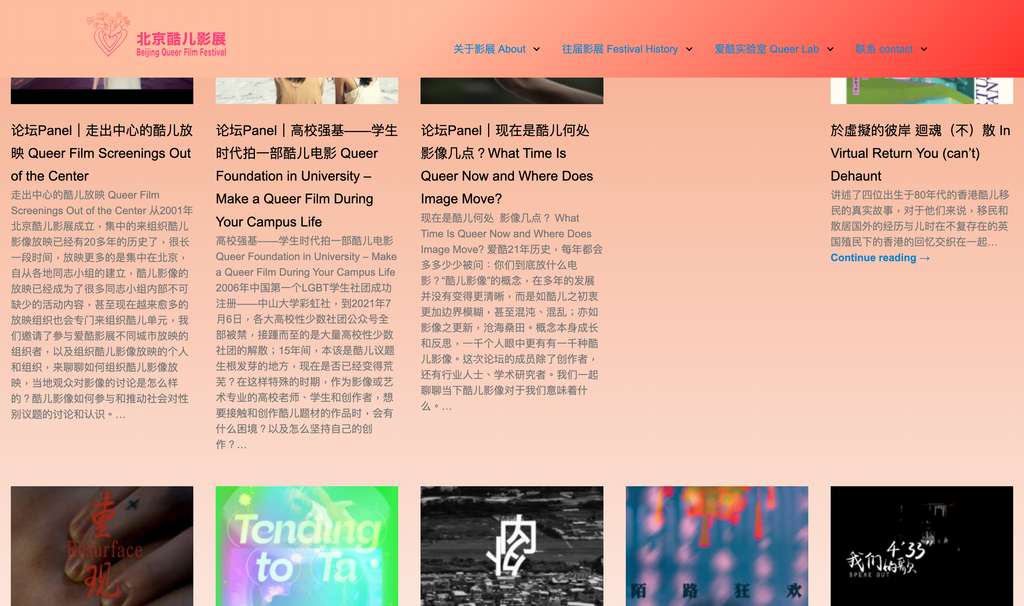 北京酷儿影展
Beijing Queer Film Festival
关于影展 About
往届影展 Festival History
爱酷实验室 Queer Lab
联系 contact
论坛Panel｜走出中心的酷儿放
映 Queer Film Screenings Out
of the Center
走出中心的酷儿放映 Queer Film
Screenings Out of the Center 从2001年
北京酷儿影展成立，集中的来组织酷儿
影像放映已经有20多年的历史了，很长
一段时间，放映更多的是集中在北京，
自从各地同志小组的建立，酷儿影像的
放映已经成为了很多同志小组内部不可
缺少的活动内容，甚至现在越来愈多的
放映组织也会专门来组织酷儿单元，我
们邀请了参与爱酷影展不同城市放映的
组织者，以及组织酷儿影像放映的个人
和组织，来聊聊如何组织酷儿影像放
映，当地观众对影像的讨论是怎么样
的？酷儿影像如何参与和推动社会对性
别议题的讨论和认识。…
论坛Panel｜高校强基——学生
时代拍一部酷儿电影 Queer
Foundation in University –
Make a Queer Film During
Your Campus Life
高校强基——学生时代拍一部酷儿电影
Queer Foundation in University – Make
a Queer Film During Your Campus Life
2006年中国第一个LGBT学生社团成功
注册——中山大学彩虹社，到2021年7
月6日，各大高校性少数社团公众号全
部被禁，接踵而至的是大量高校性少数
社团的解散；15年间，本该是酷儿议题
生根发芽的地方，现在是否已经变得荒
芜？在这样特殊的时期，作为影像或艺
术专业的高校老师、学生和创作者，想
要接触和创作酷儿题材的作品时，会有
什么困境？以及怎么坚持自己的创
作？…
论坛Panel｜现在是酷儿何处
影像几点？What Time Is
Queer Now and Where Does
Image Move?
现在是酷儿何处 影像几点？ What
Time Is Queer Now and Where Does
Image Move? 爱酷21年历史，每年都会
多多少少被问：你们到底放什么电
影？“酷儿影像”的概念，在多年的发展
并没有变得更清晰，而是如酷儿之初衷
更加边界模糊，甚至混沌、混乱；亦如
影像之更新，沧海桑田。概念本身成长
和反思，一千个人眼中更有有一千种酷
儿影像。这次论坛的成员除了创作者，
还有行业人士、学术研究者。我们一起
聊聊当下酷儿影像对于我们意味着什
么。…
於虛擬的彼岸 迴魂（不）散 In
Virtual Return You (can’t)
Dehaunt
讲述了四位出生于80年代的香港酷儿移
民的真实故事，对于他们来说，移民和
散居国外的经历与儿时在不复存在的英
国殖民下的香港的回忆交织在一起…
Continue reading →
Tending
to Ta
陌路狂欢
我们的歌
4'33"
SPEAK OUT